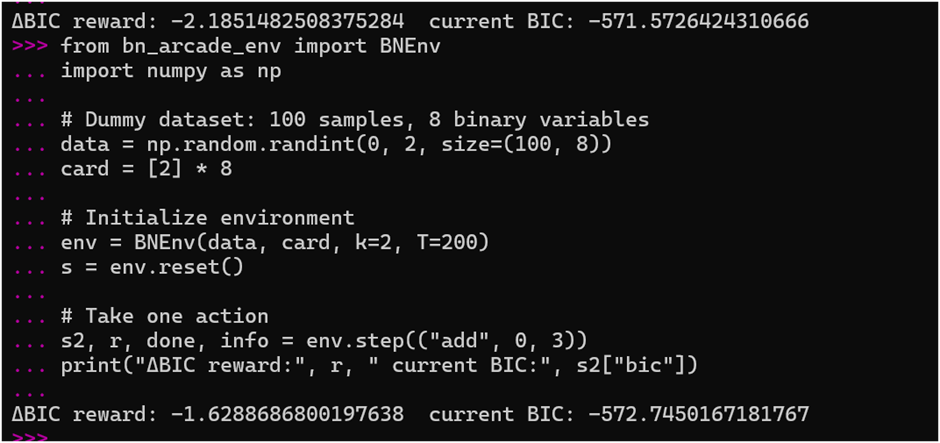 ΔBIC reward: -2.1851482508375284  current BIC: -571.5726424310666
>>> from bn_arcade_env import BNEnv
... import numpy as np
...
... # Dummy dataset: 100 samples, 8 binary variables
... data = np.random.randint(0, 2, size=(100, 8))
... card = [2] * 8
...
... # Initialize environment
... env = BNEnv(data, card, k=2, T=200)
... s = env.reset()
...
... # Take one action
... s2, r, done, info = env.step(("add", 0, 3))
... print("ΔBIC reward:", r, " current BIC:", s2["bic"])
...
ΔBIC reward: -1.6288686800197638  current BIC: -572.7450167181767
>>>